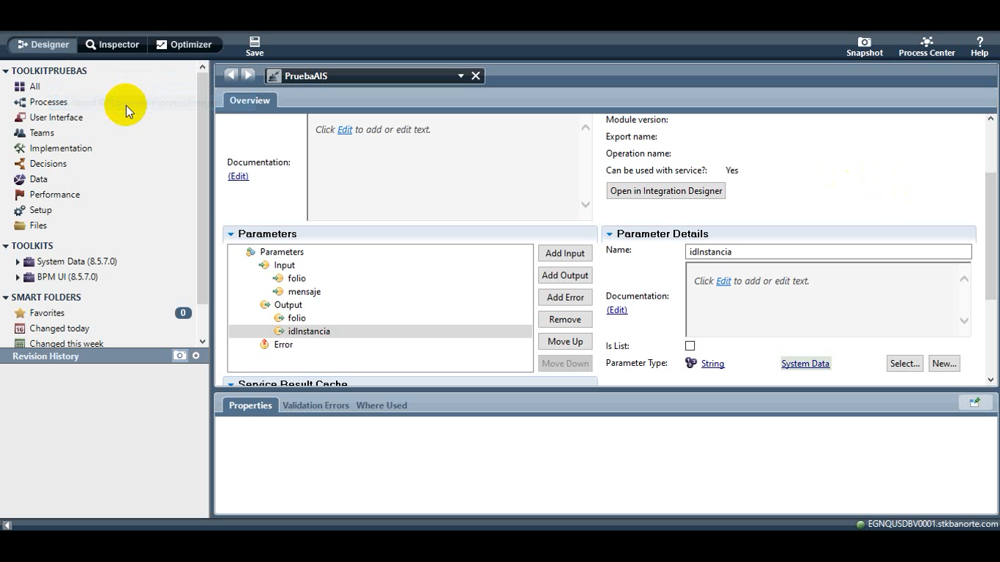 Designer Inspector Optimizer Save Snapshot Process Center Help
TOOLKITPRUEBAS
All
Processes
User Interface
Teams
Implementation
Decisions
Data
Performance
Setup
Files
TOOLKITS
System Data (8.5.7.0)
BPM UI (8.5.7.0)
SMART FOLDERS
Favorites 0
16 Changed today
Changed this week
Revision History
PruebaAIS
Overview
Click Edit to add or edit text.
Documentation:
(Edit)
Module version:
Export name:
Operation name:
Can be used with service?: Yes
Open in Integration Designer
Parameters
Parameters
Input
folio
mensaje
Output
folio
idInstancia
Error
Add Input
Add Output
Add Error
Remove
Move Up
Move Down
Service Result Cache
Parameter Details
Name: idInstancia
Click Edit to add or edit text.
Documentation:
(Edit)
Is List:
Parameter Type: String System Data Select... New...
Properties Validation Errors Where Used
EGNQUSDBV0001.stkbanorte.com